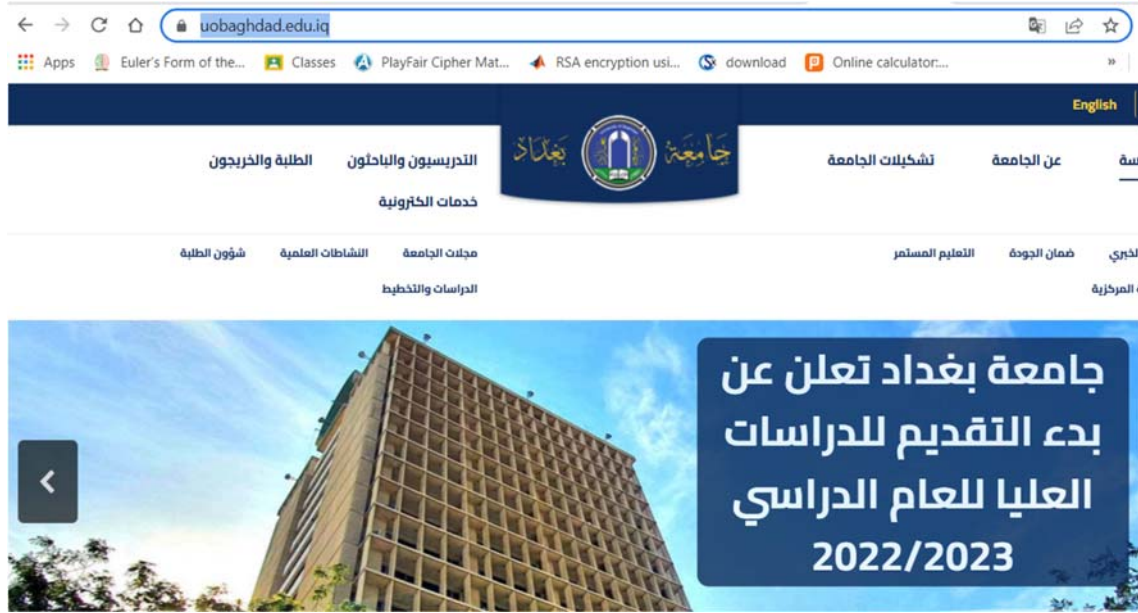 uobaghdad.edu.iq
Apps Euler's Form of the... Classes PlayFair Cipher Mat... RSA encryption usi... download Online calculator:... »
English
جامعة بغداد
عن الجامعة تشكيلات الجامعة التدريسيون والباحثون الطلبة والخريجون
خدمات الكترونية
ضمان الجودة التعليم المستمر مجلات الجامعة النشاطات العلمية شؤون الطلبة
المركزية الدراسات والتخطيط
جامعة بغداد تعلن عن
بدء التقديم للدراسات
العليا للعام الدراسي
2022/2023